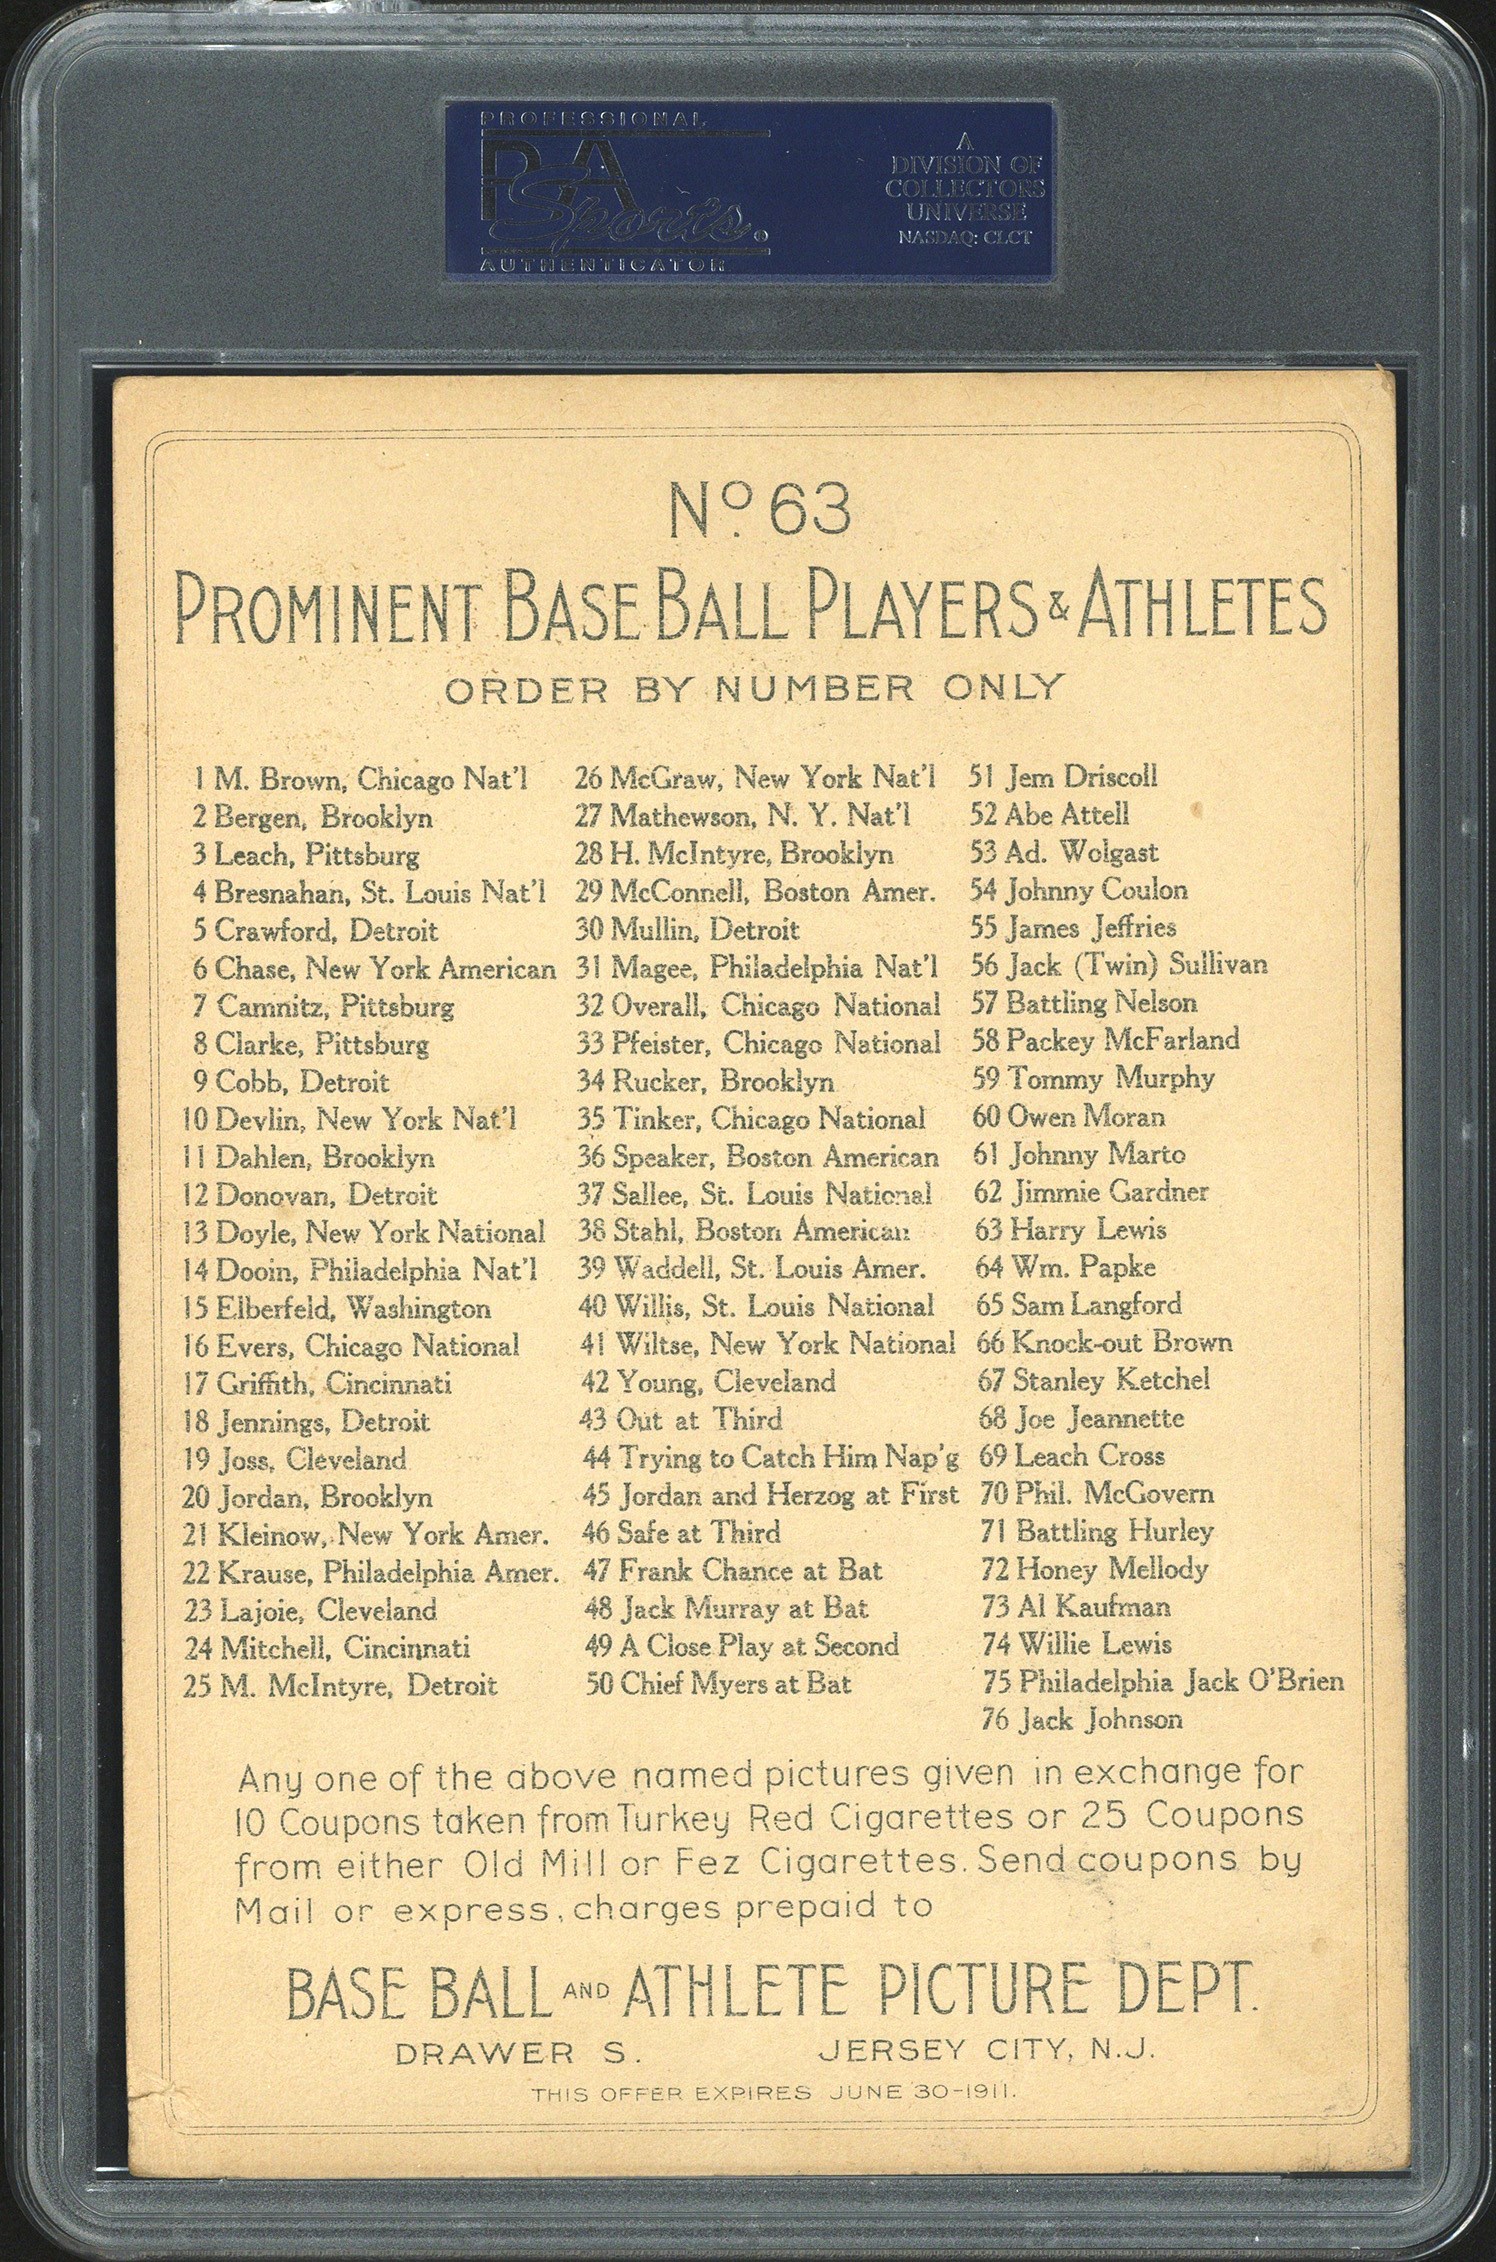 PROFESSIONAL
PSA
Sports®
AUTHENTICATOR
A
DIVISION OF
COLLECTORS
UNIVERSE
NASDAQ: CLCT
No. 63
PROMINENT BASE BALL PLAYERS & ATHLETES
ORDER BY NUMBER ONLY
1 M. Brown, Chicago Nat'l
2 Bergen, Brooklyn
3 Leach, Pittsburg
4 Bresnahan, St. Louis Nat'l
5 Crawford, Detroit
6 Chase, New York American
7 Camnitz, Pittsburg
8 Clarke, Pittsburg
9 Cobb, Detroit
10 Devlin, New York Nat'l
11 Dahlen, Brooklyn
12 Donovan, Detroit
13 Doyle, New York National
14 Dooin, Philadelphia Nat'l
15 Elberfeld, Washington
16 Evers, Chicago National
17 Griffith, Cincinnati
18 Jennings, Detroit
19 Joss, Cleveland
20 Jordan, Brooklyn
21 Kleinow, New York Amer.
22 Krause, Philadelphia Amer.
23 Lajoie, Cleveland
24 Mitchell, Cincinnati
25 M. McIntyre, Detroit
26 McGraw, New York Nat'l
27 Mathewson, N. Y. Nat'l
28 H. McIntyre, Brooklyn
29 McConnell, Boston Amer.
30 Mullin, Detroit
31 Magee, Philadelphia Nat'l
32 Overall, Chicago National
33 Pfeister, Chicago National
34 Rucker, Brooklyn
35 Tinker, Chicago National
36 Speaker, Boston American
37 Sallee, St. Louis National
38 Stahl, Boston American
39 Waddell, St. Louis Amer.
40 Willis, St. Louis National
41 Wiltse, New York National
42 Young, Cleveland
43 Out at Third
44 Trying to Catch Him Nap'g
45 Jordan and Herzog at First
46 Safe at Third
47 Frank Chance at Bat
48 Jack Murray at Bat
49 A Close Play at Second
50 Chief Myers at Bat
51 Jem Driscoll
52 Abe Attell
53 Ad. Wolgast
54 Johnny Coulon
55 James Jeffries
56 Jack (Twin) Sullivan
57 Battling Nelson
58 Packey McFarland
59 Tommy Murphy
60 Owen Moran
61 Johnny Marto
62 Jimmie Gardner
63 Harry Lewis
64 Wm. Papke
65 Sam Langford
66 Knock-out Brown
67 Stanley Ketchel
68 Joe Jeannette
69 Leach Cross
70 Phil. McGovern
71 Battling Hurley
72 Honey Mellody
73 Al Kaufman
74 Willie Lewis
75 Philadelphia Jack O'Brien
76 Jack Johnson
Any one of the above named pictures given in exchange for
10 Coupons taken from Turkey Red Cigarettes or 25 Coupons
from either Old Mill or Fez Cigarettes. Send coupons by
Mail or express, charges prepaid to
BASE BALL AND ATHLETE PICTURE DEPT.
DRAWER S. JERSEY CITY, N.J.
THIS OFFER EXPIRES JUNE 30-1911.